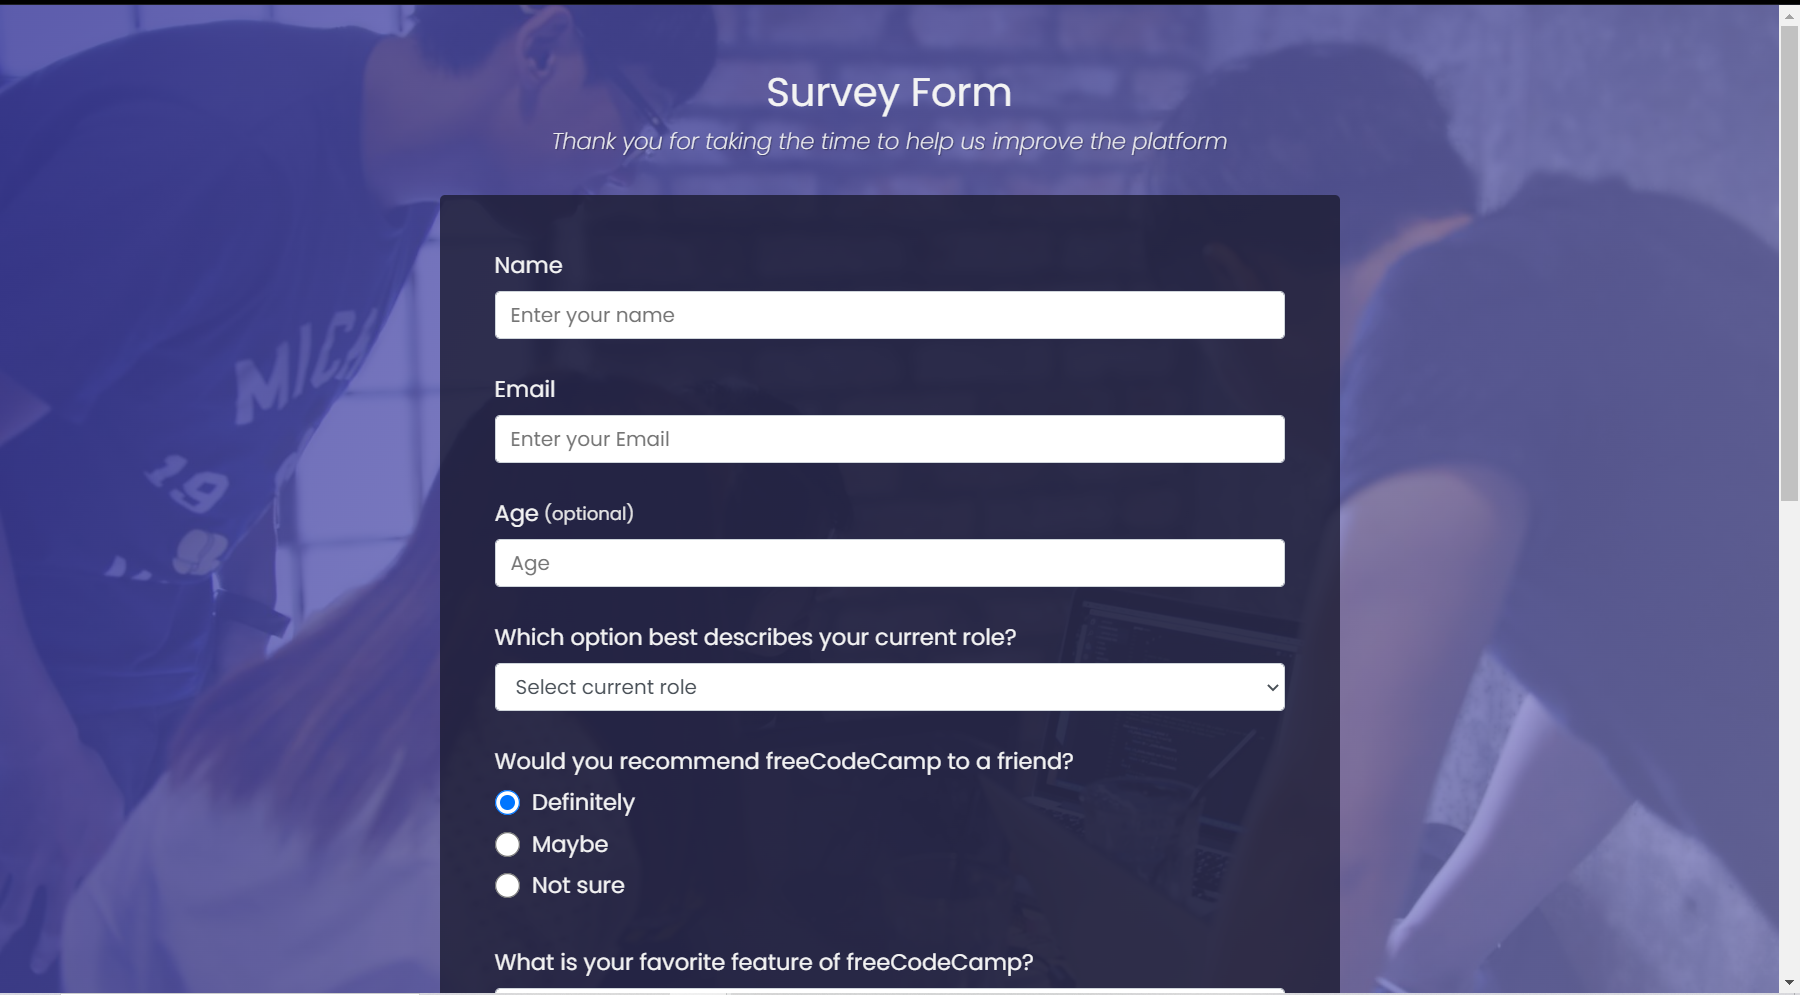 Survey Form
Thank you for taking the time to help us improve the platform
Name
Enter your name
Email
Enter your Email
MICH
19
Age (optional)
Age
Which option best describes your current role?
Select current role
Would you recommend freeCodeCamp to a friend?
Definitely
Maybe
Not sure
What is your favorite feature of freeCodeCamp?